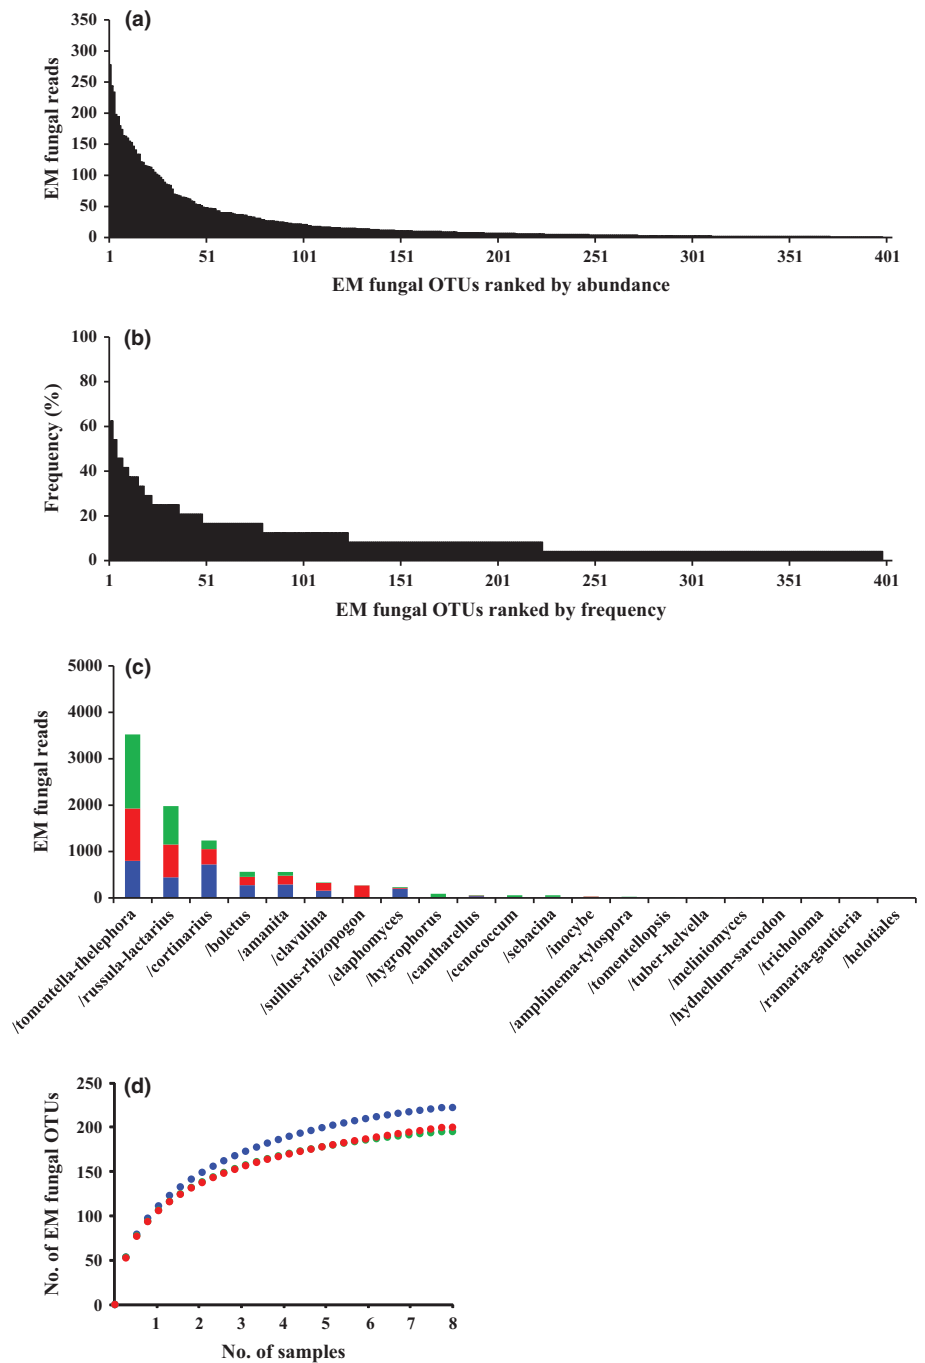 (a)
350
300
250
200
150
100
50
0
EM fungal reads
1 51 101 151 201 251 301 351 401
EM fungal OTUs ranked by abundance
(b)
100
80
60
40
20
0
Frequency (%)
1 51 101 151 201 251 301 351 401
EM fungal OTUs ranked by frequency
(c)
5000
4000
3000
2000
1000
0
EM fungal reads
/tomentella-thelephora
/russula-lactarius
/cortinarius
/boletus
/amanita
/clavulina
/suillus-rhizopogon
/elaphomyces
/hygrophorus
/cantharellus
/cenococcum
/sebacina
/inocybe
/amphinema-tylospora
/tomentellopsis
/tuber-helvella
/meliniomyces
/hydnellum-sarcodon
/tricholoma
/ramaria-gautieria
/helotiales
(d)
250
200
150
100
50
0
No. of EM fungal OTUs
1 2 3 4 5 6 7 8
No. of samples